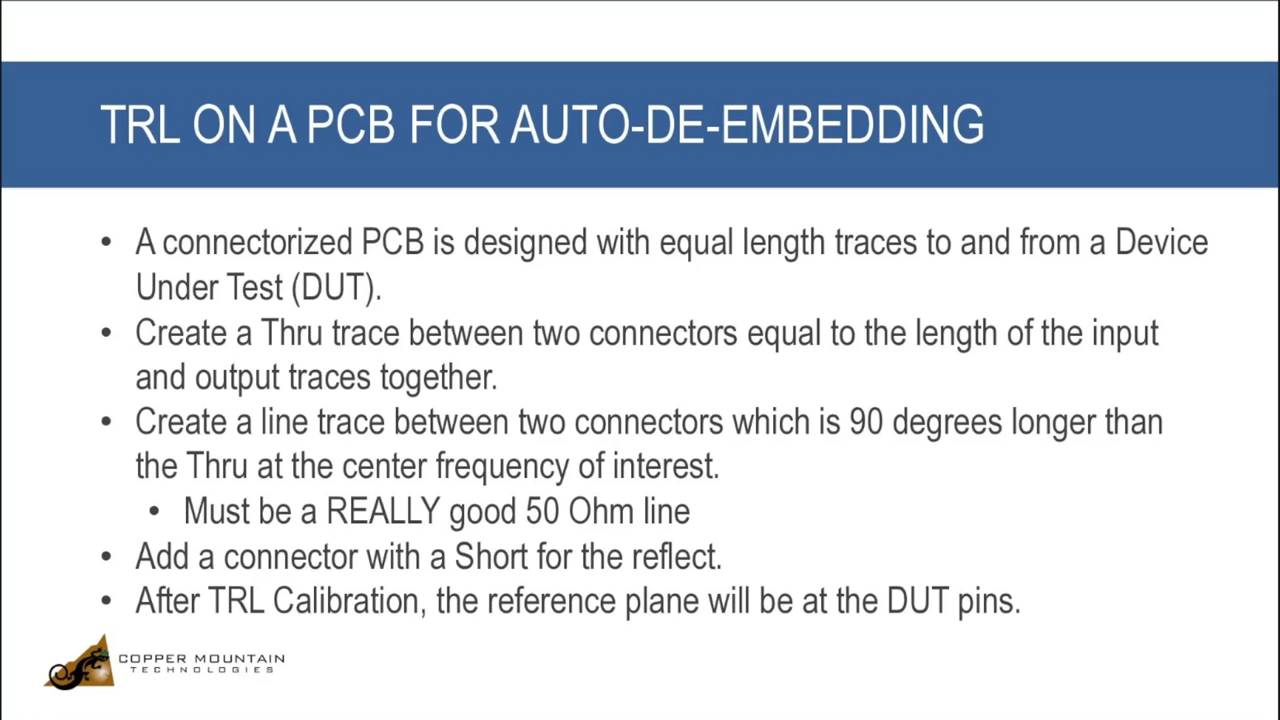 TRL ON A PCB FOR AUTO-DE-EMBEDDING
• A connectorized PCB is designed with equal length traces to and from a Device
Under Test (DUT).
• Create a Thru trace between two connectors equal to the length of the input
and output traces together.
• Create a line trace between two connectors which is 90 degrees longer than
the Thru at the center frequency of interest.
• Must be a REALLY good 50 Ohm line
• Add a connector with a Short for the reflect.
• After TRL Calibration, the reference plane will be at the DUT pins.
COPPER MOUNTAIN
TECHNOLOGIES